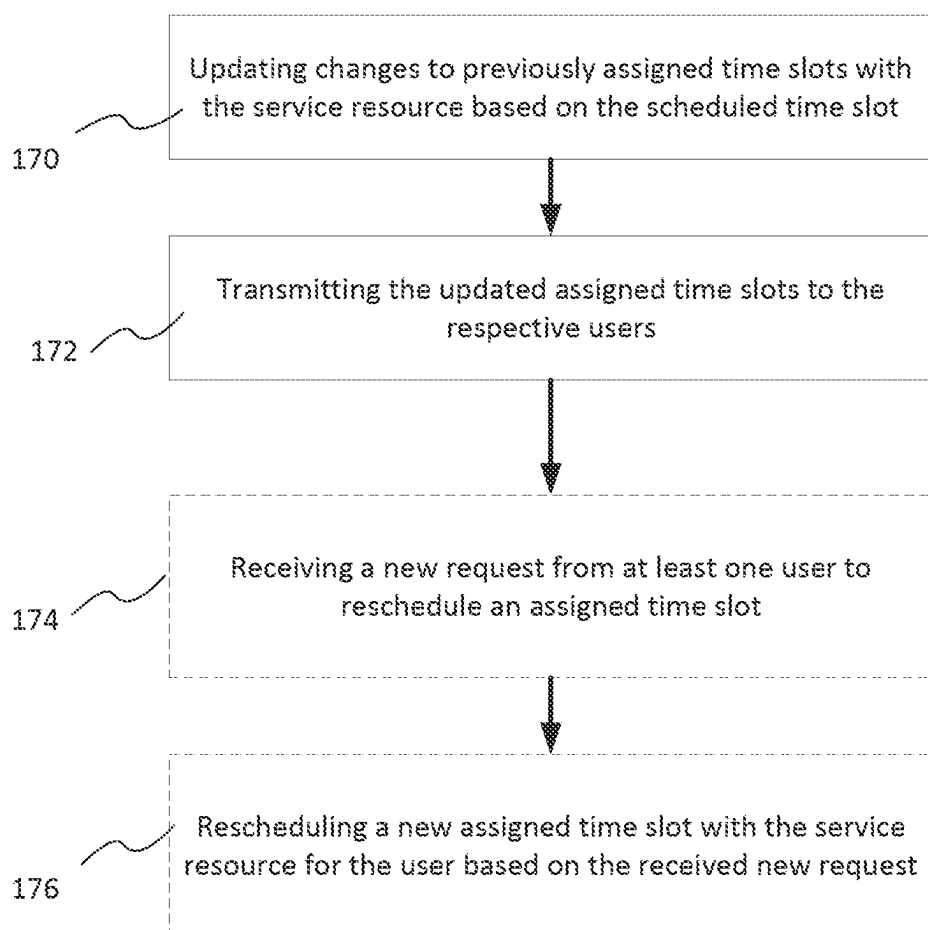 Updating changes to previously assigned time slots with
the service resource based on the scheduled time slot
170
Transmitting the updated assigned time slots to the
respective users
172
Receiving a new request from at least one user to
reschedule an assigned time slot
174
Rescheduling a new assigned time slot with the service
resource for the user based on the received new request
176